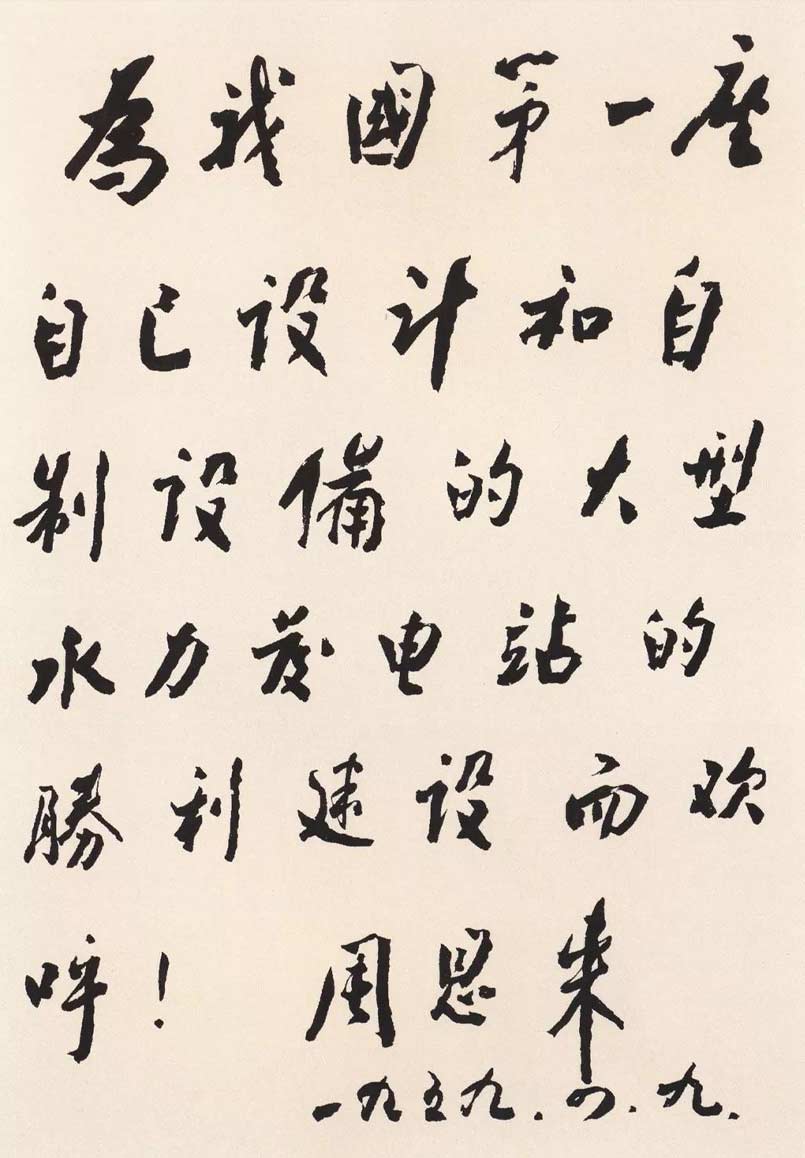 為我國第一座
自己设计和自
制设備的大型
水力发电站的
勝利建设而欢
呼！
周恩来
一九五九.四.九.